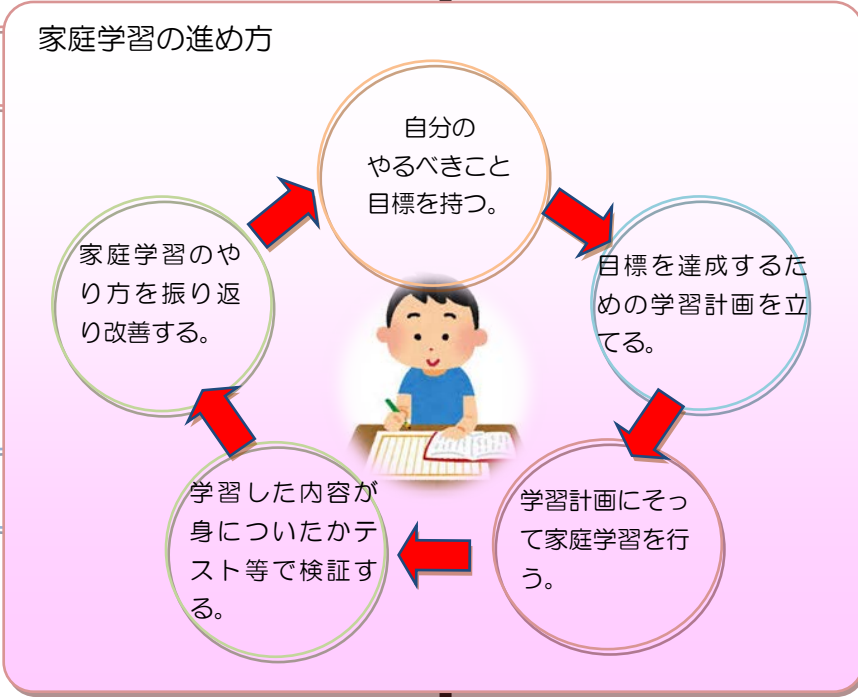 家庭学習の進め方
自分の
やるべきこと
目標を持つ。
目標を達成するた
めの学習計画を立
てる。
学習計画にそっ
て家庭学習を行
う。
学習した内容が
身についたかテ
スト等で検証す
る。
家庭学習のや
り方を振り返
り改善する。